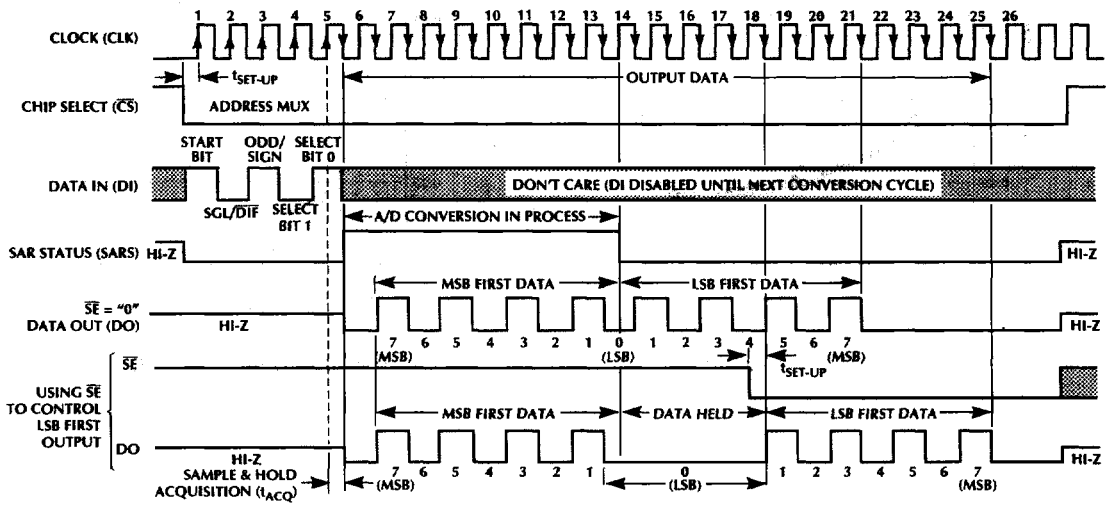 1 2 3 4 5 6 7 8 9 10 11 12 13 14 15 16 17 18 19 20 21 22 23 24 25 26
CLOCK (CLK)
tSET-UP
OUTPUT DATA
CHIP SELECT (CS)
ADDRESS MUX
START BIT
ODD/ SIGN
SELECT BIT 0
DATA IN (DI)
DON'T CARE (DI DISABLED UNTIL NEXT CONVERSION CYCLE)
SGL/DIF
SELECT BIT 1
A/D CONVERSION IN PROCESS
SAR STATUS (SARS)
HI-Z
HI-Z
MSB FIRST DATA
LSB FIRST DATA
SE = "0"
DATA OUT (DO)
HI-Z
HI-Z
7 6 5 4 3 2 1 0 1 2 3 4 5 6 7
(MSB)
(LSB)
(MSB)
SE
tSET-UP
USING SE
TO CONTROL
LSB FIRST
OUTPUT
MSB FIRST DATA
DATA HELD
LSB FIRST DATA
DO
HI-Z
HI-Z
7 6 5 4 3 2 1 0 1 2 3 4 5 6 7
(MSB)
(LSB)
(MSB)
SAMPLE & HOLD
ACQUISITION (tACQ)